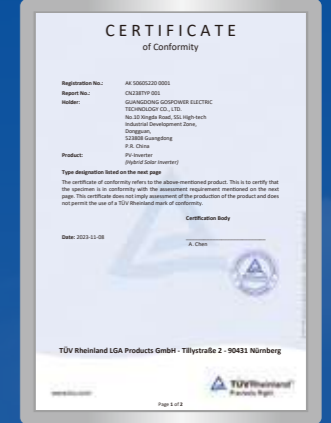 CERTIFICATE
of Conformity
Registration No.: AK 50605220 0001
Report No.: CN238TYP 001
Holder: GUANGDONG GOSPOWER ELECTRIC
TECHNOLOGY CO., LTD.
No.10 Xingda Road, SSL High-tech
Industrial Development Zone,
Dongguan,
523808 Guangdong
P.R. China
Product: PV-Inverter
(Hybrid Solar Inverter)
Type designation listed on the next page
The certificate of conformity refers to the above-mentioned product. This is to certify that
the specimen is in conformity with the assessment requirement mentioned on the next
page. This certificate does not imply assessment of the production of the product and does
not permit the use of a TÜV Rheinland mark of conformity.
Certification Body
Date: 2023-11-08
A. Chen
TÜV Rheinland LGA Products GmbH - Tillystraße 2 - 90431 Nürnberg
TÜVRheinland®
Precisely Right.
Page 1 of 2